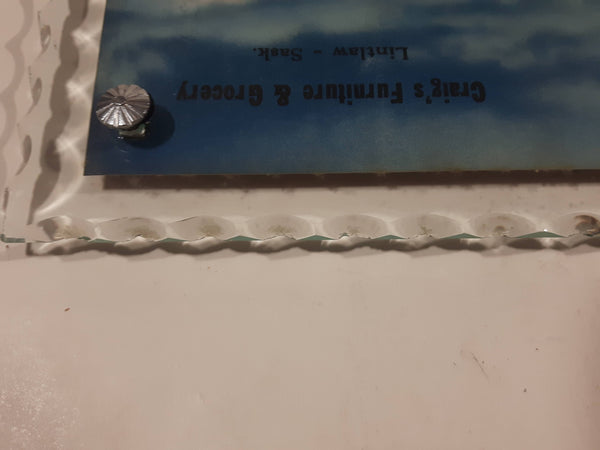 Craig's Furniture & Grocery
Lintlaw - Sask.